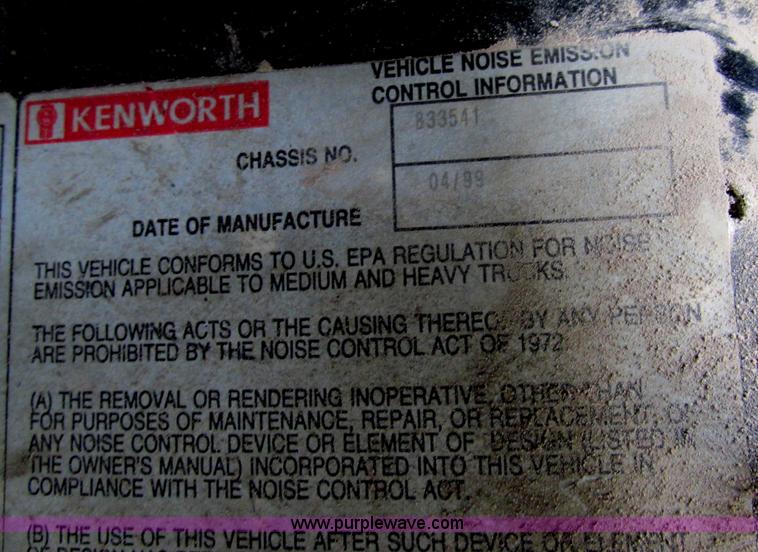 KENWORTH
VEHICLE NOISE EMISSION
CONTROL INFORMATION
CHASSIS NO. 833541
DATE OF MANUFACTURE 04/99
THIS VEHICLE CONFORMS TO U.S. EPA REGULATION FOR NOISE
EMISSION APPLICABLE TO MEDIUM AND HEAVY TRUCKS.
THE FOLLOWING ACTS OR THE CAUSING THEREOF BY ANY PERSON
ARE PROHIBITED BY THE NOISE CONTROL ACT OF 1972
(A) THE REMOVAL OR RENDERING INOPERATIVE, OTHER THAN
FOR PURPOSES OF MAINTENANCE, REPAIR, OR REPLACEMENT, OF
ANY NOISE CONTROL DEVICE OR ELEMENT OF DESIGN (LISTED IN
THE OWNER'S MANUAL) INCORPORATED INTO THIS VEHICLE IN
COMPLIANCE WITH THE NOISE CONTROL ACT.
www.purplewave.com
(B) THE USE OF THIS VEHICLE AFTER SUCH DEVICE OR ELEMENT